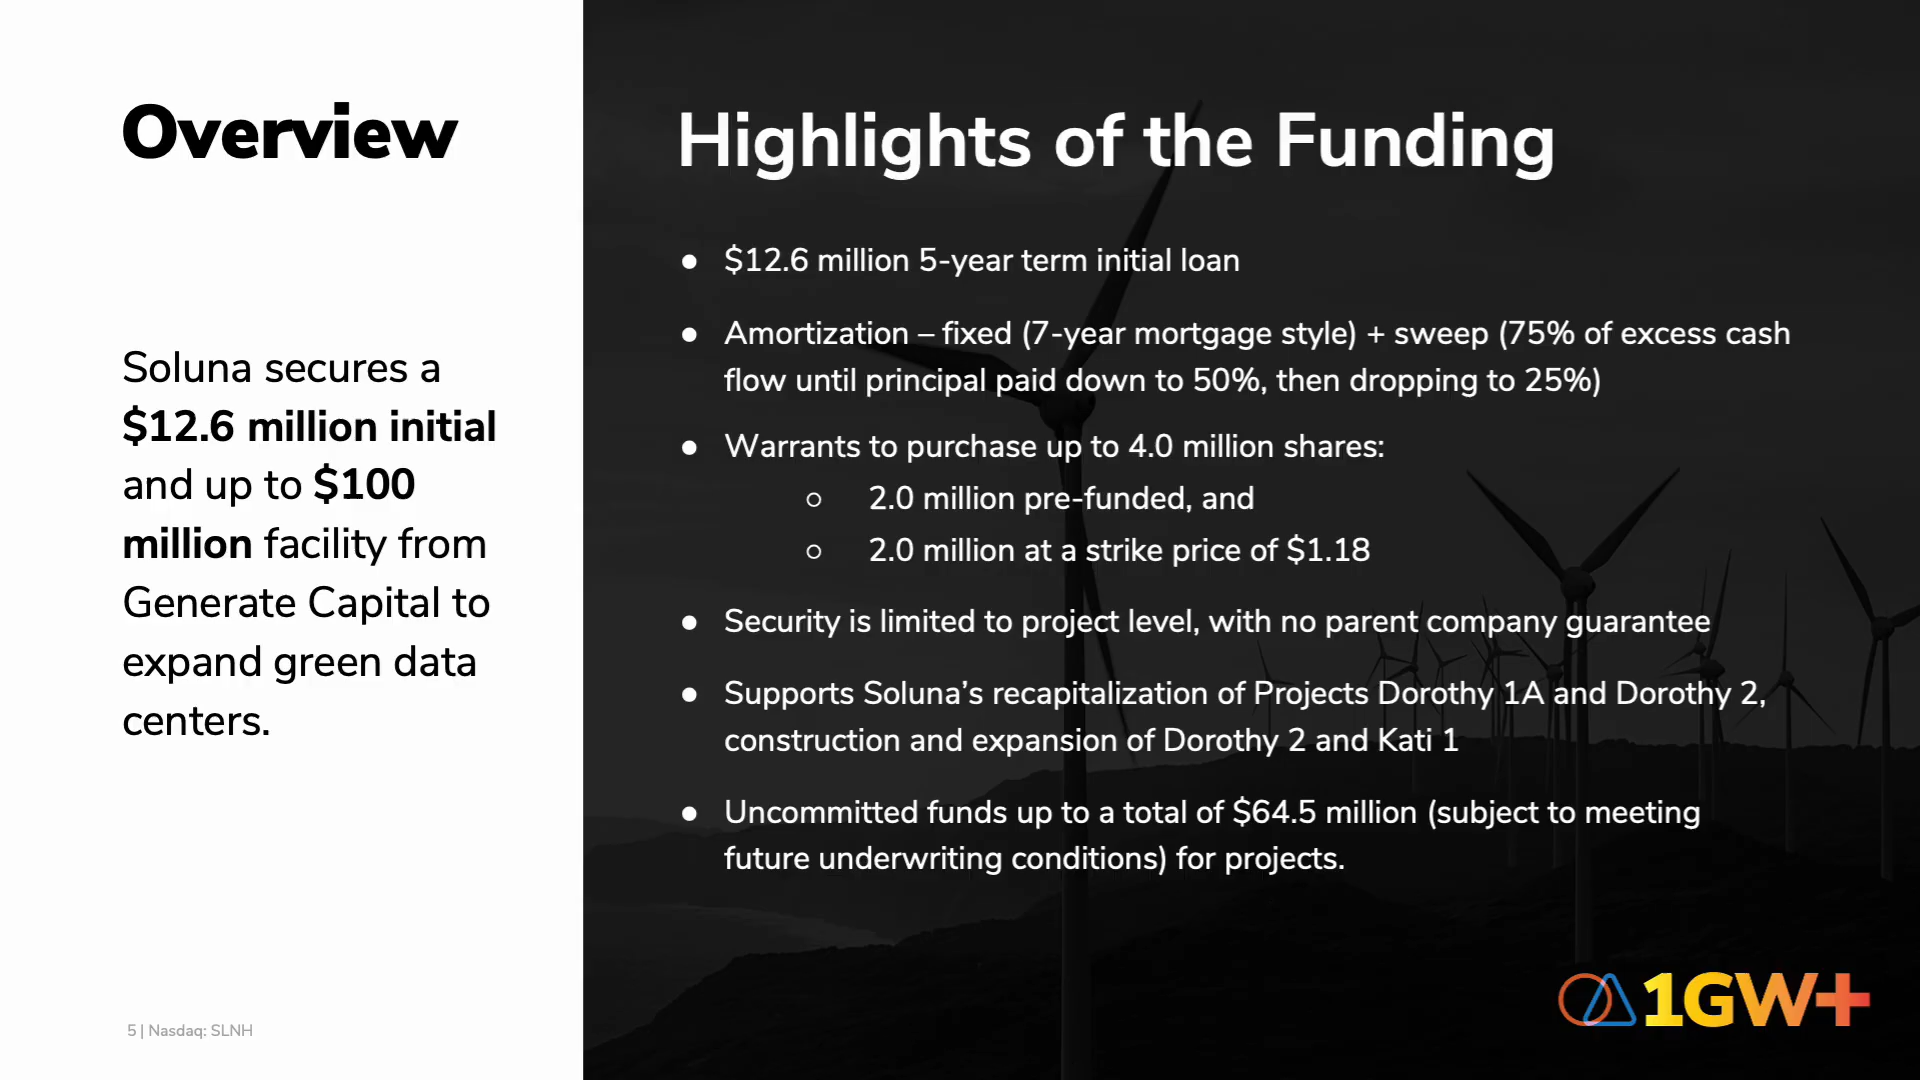 Overview
Soluna secures a
$12.6 million initial
and up to $100
million facility from
Generate Capital to
expand green data
centers.
5 | Nasdaq: SLNH
Highlights of the Funding
● $12.6 million 5-year term initial loan
● Amortization – fixed (7-year mortgage style) + sweep (75% of excess cash
flow until principal paid down to 50%, then dropping to 25%)
● Warrants to purchase up to 4.0 million shares:
○ 2.0 million pre-funded, and
○ 2.0 million at a strike price of $1.18
● Security is limited to project level, with no parent company guarantee
● Supports Soluna’s recapitalization of Projects Dorothy 1A and Dorothy 2,
construction and expansion of Dorothy 2 and Kati 1
● Uncommitted funds up to a total of $64.5 million (subject to meeting
future underwriting conditions) for projects.
1GW+